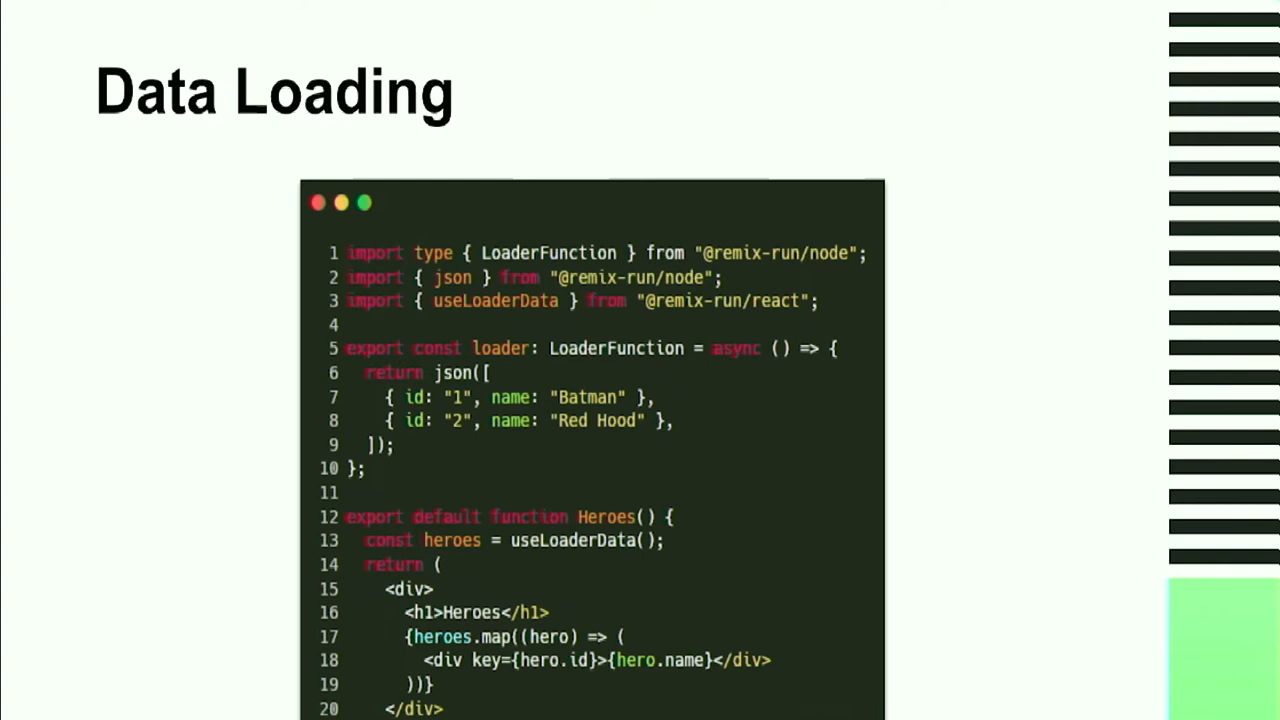 Data Loading
1 import type { LoaderFunction } from "@remix-run/node";
2 import { json } from "@remix-run/node";
3 import { useLoaderData } from "@remix-run/react";
4
5 export const loader: LoaderFunction = async () => {
6   return json([
7     { id: "1", name: "Batman" },
8     { id: "2", name: "Red Hood" },
9   ]);
10 };
11
12 export default function Heroes() {
13   const heroes = useLoaderData();
14   return (
15     <div>
16       <h1>Heroes</h1>
17       {heroes.map((hero) => (
18         <div key={hero.id}>{hero.name}</div>
19       ))}
20     </div>